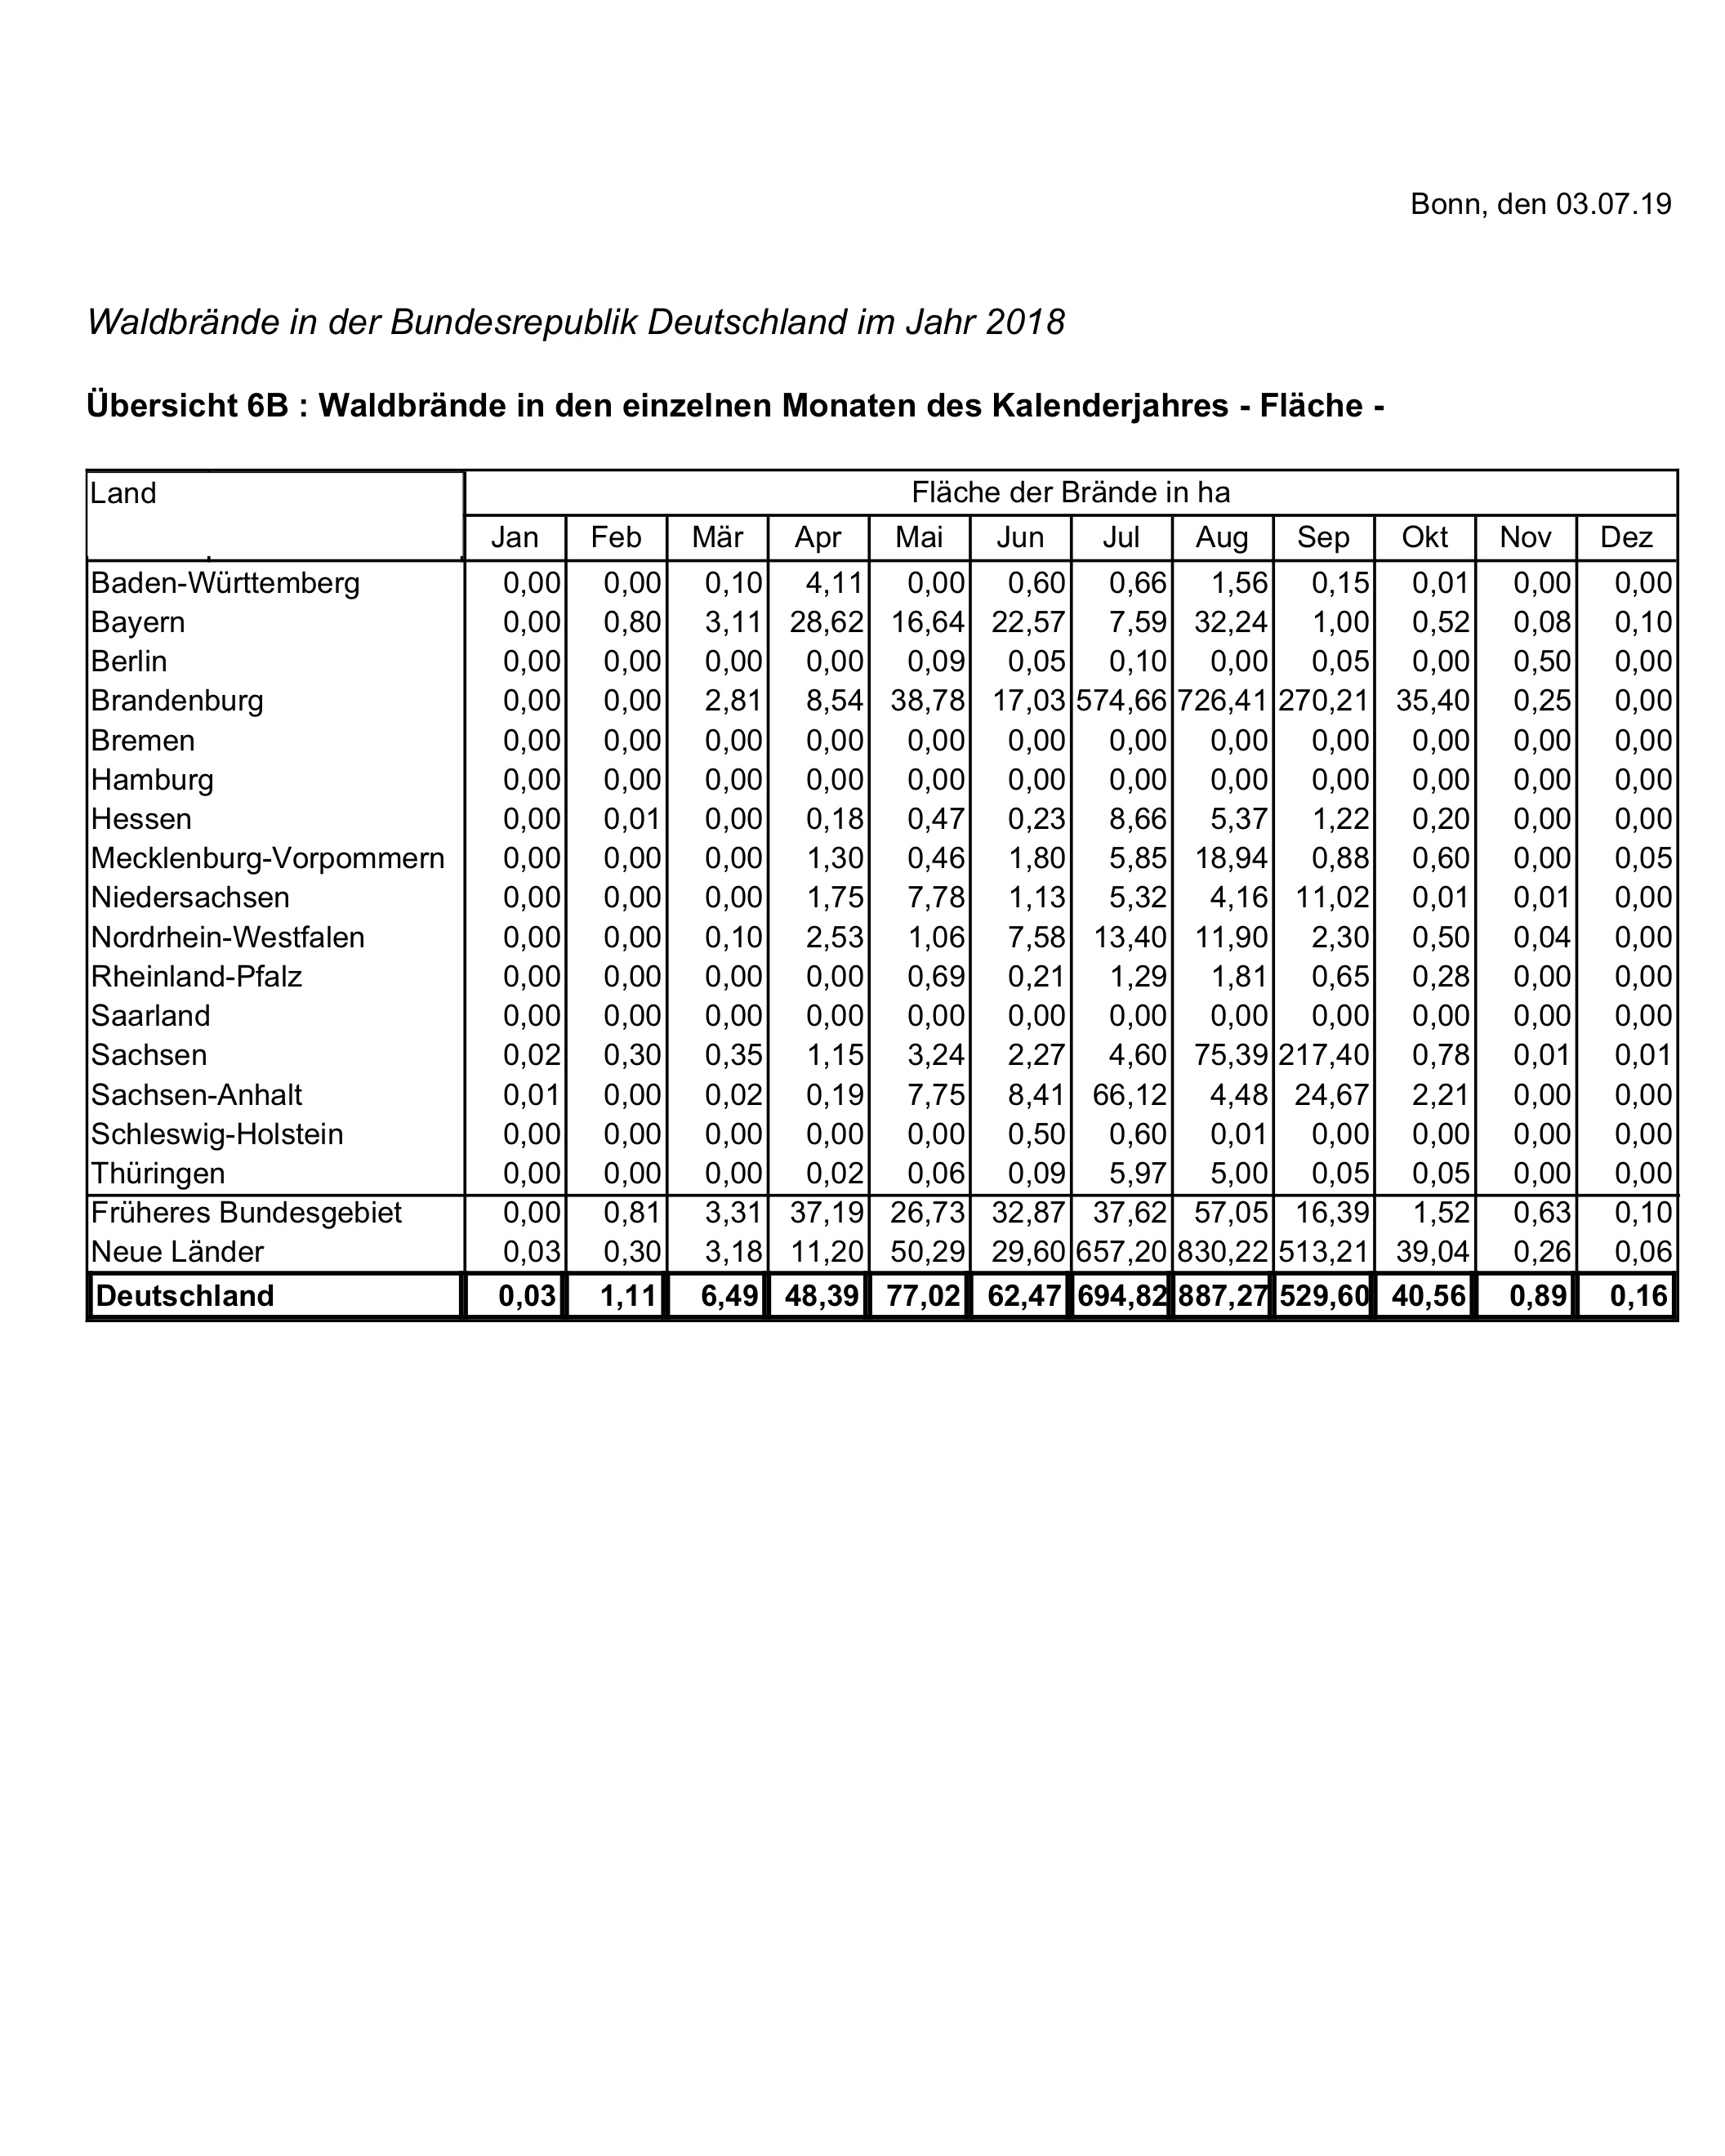 Bonn, den 03.07.19
Waldbrände in der Bundesrepublik Deutschland im Jahr 2018
Übersicht 6B : Waldbrände in den einzelnen Monaten des Kalenderjahres - Fläche -
Land Fläche der Brände in ha
Jan Feb Mär Apr Mai Jun Jul Aug Sep Okt Nov Dez
Baden-Württemberg 0,00 0,00 0,10 4,11 0,00 0,60 0,66 1,56 0,15 0,01 0,00 0,00
Bayern 0,00 0,80 3,11 28,62 16,64 22,57 7,59 32,24 1,00 0,52 0,08 0,10
Berlin 0,00 0,00 0,00 0,00 0,09 0,05 0,10 0,00 0,05 0,00 0,50 0,00
Brandenburg 0,00 0,00 2,81 8,54 38,78 17,03 574,66 726,41 270,21 35,40 0,25 0,00
Bremen 0,00 0,00 0,00 0,00 0,00 0,00 0,00 0,00 0,00 0,00 0,00 0,00
Hamburg 0,00 0,00 0,00 0,00 0,00 0,00 0,00 0,00 0,00 0,00 0,00 0,00
Hessen 0,00 0,01 0,00 0,18 0,47 0,23 8,66 5,37 1,22 0,20 0,00 0,00
Mecklenburg-Vorpommern 0,00 0,00 0,00 1,30 0,46 1,80 5,85 18,94 0,88 0,60 0,00 0,05
Niedersachsen 0,00 0,00 0,00 1,75 7,78 1,13 5,32 4,16 11,02 0,01 0,01 0,00
Nordrhein-Westfalen 0,00 0,00 0,10 2,53 1,06 7,58 13,40 11,90 2,30 0,50 0,04 0,00
Rheinland-Pfalz 0,00 0,00 0,00 0,00 0,69 0,21 1,29 1,81 0,65 0,28 0,00 0,00
Saarland 0,00 0,00 0,00 0,00 0,00 0,00 0,00 0,00 0,00 0,00 0,00 0,00
Sachsen 0,02 0,30 0,35 1,15 3,24 2,27 4,60 75,39 217,40 0,78 0,01 0,01
Sachsen-Anhalt 0,01 0,00 0,02 0,19 7,75 8,41 66,12 4,48 24,67 2,21 0,00 0,00
Schleswig-Holstein 0,00 0,00 0,00 0,00 0,00 0,50 0,60 0,01 0,00 0,00 0,00 0,00
Thüringen 0,00 0,00 0,00 0,02 0,06 0,09 5,97 5,00 0,05 0,05 0,00 0,00
Früheres Bundesgebiet 0,00 0,81 3,31 37,19 26,73 32,87 37,62 57,05 16,39 1,52 0,63 0,10
Neue Länder 0,03 0,30 3,18 11,20 50,29 29,60 657,20 830,22 513,21 39,04 0,26 0,06
Deutschland 0,03 1,11 6,49 48,39 77,02 62,47 694,82 887,27 529,60 40,56 0,89 0,16